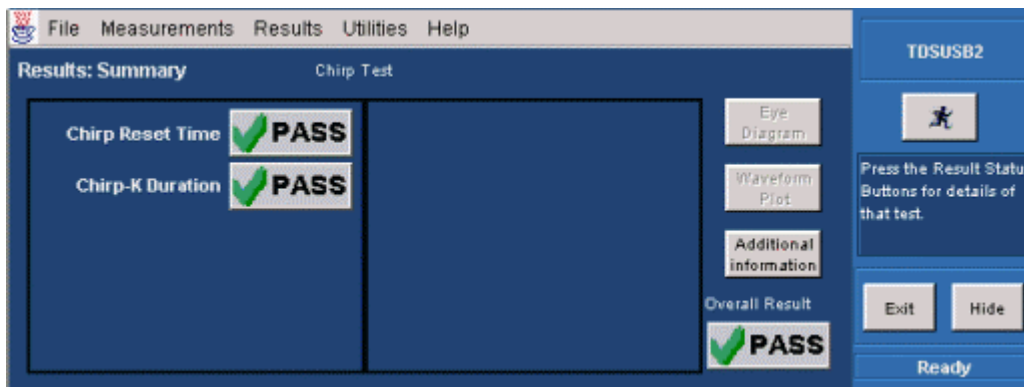 File Measurements Results Utilities Help
Results: Summary Chirp Test
Chirp Reset Time PASS
Chirp-K Duration PASS
Eye
Diagram
Waveform
Plot
Additional
information
Overall Result
PASS
TDSUSB2
Press the Result Statu
Buttons for details of
that test.
Exit Hide
Ready